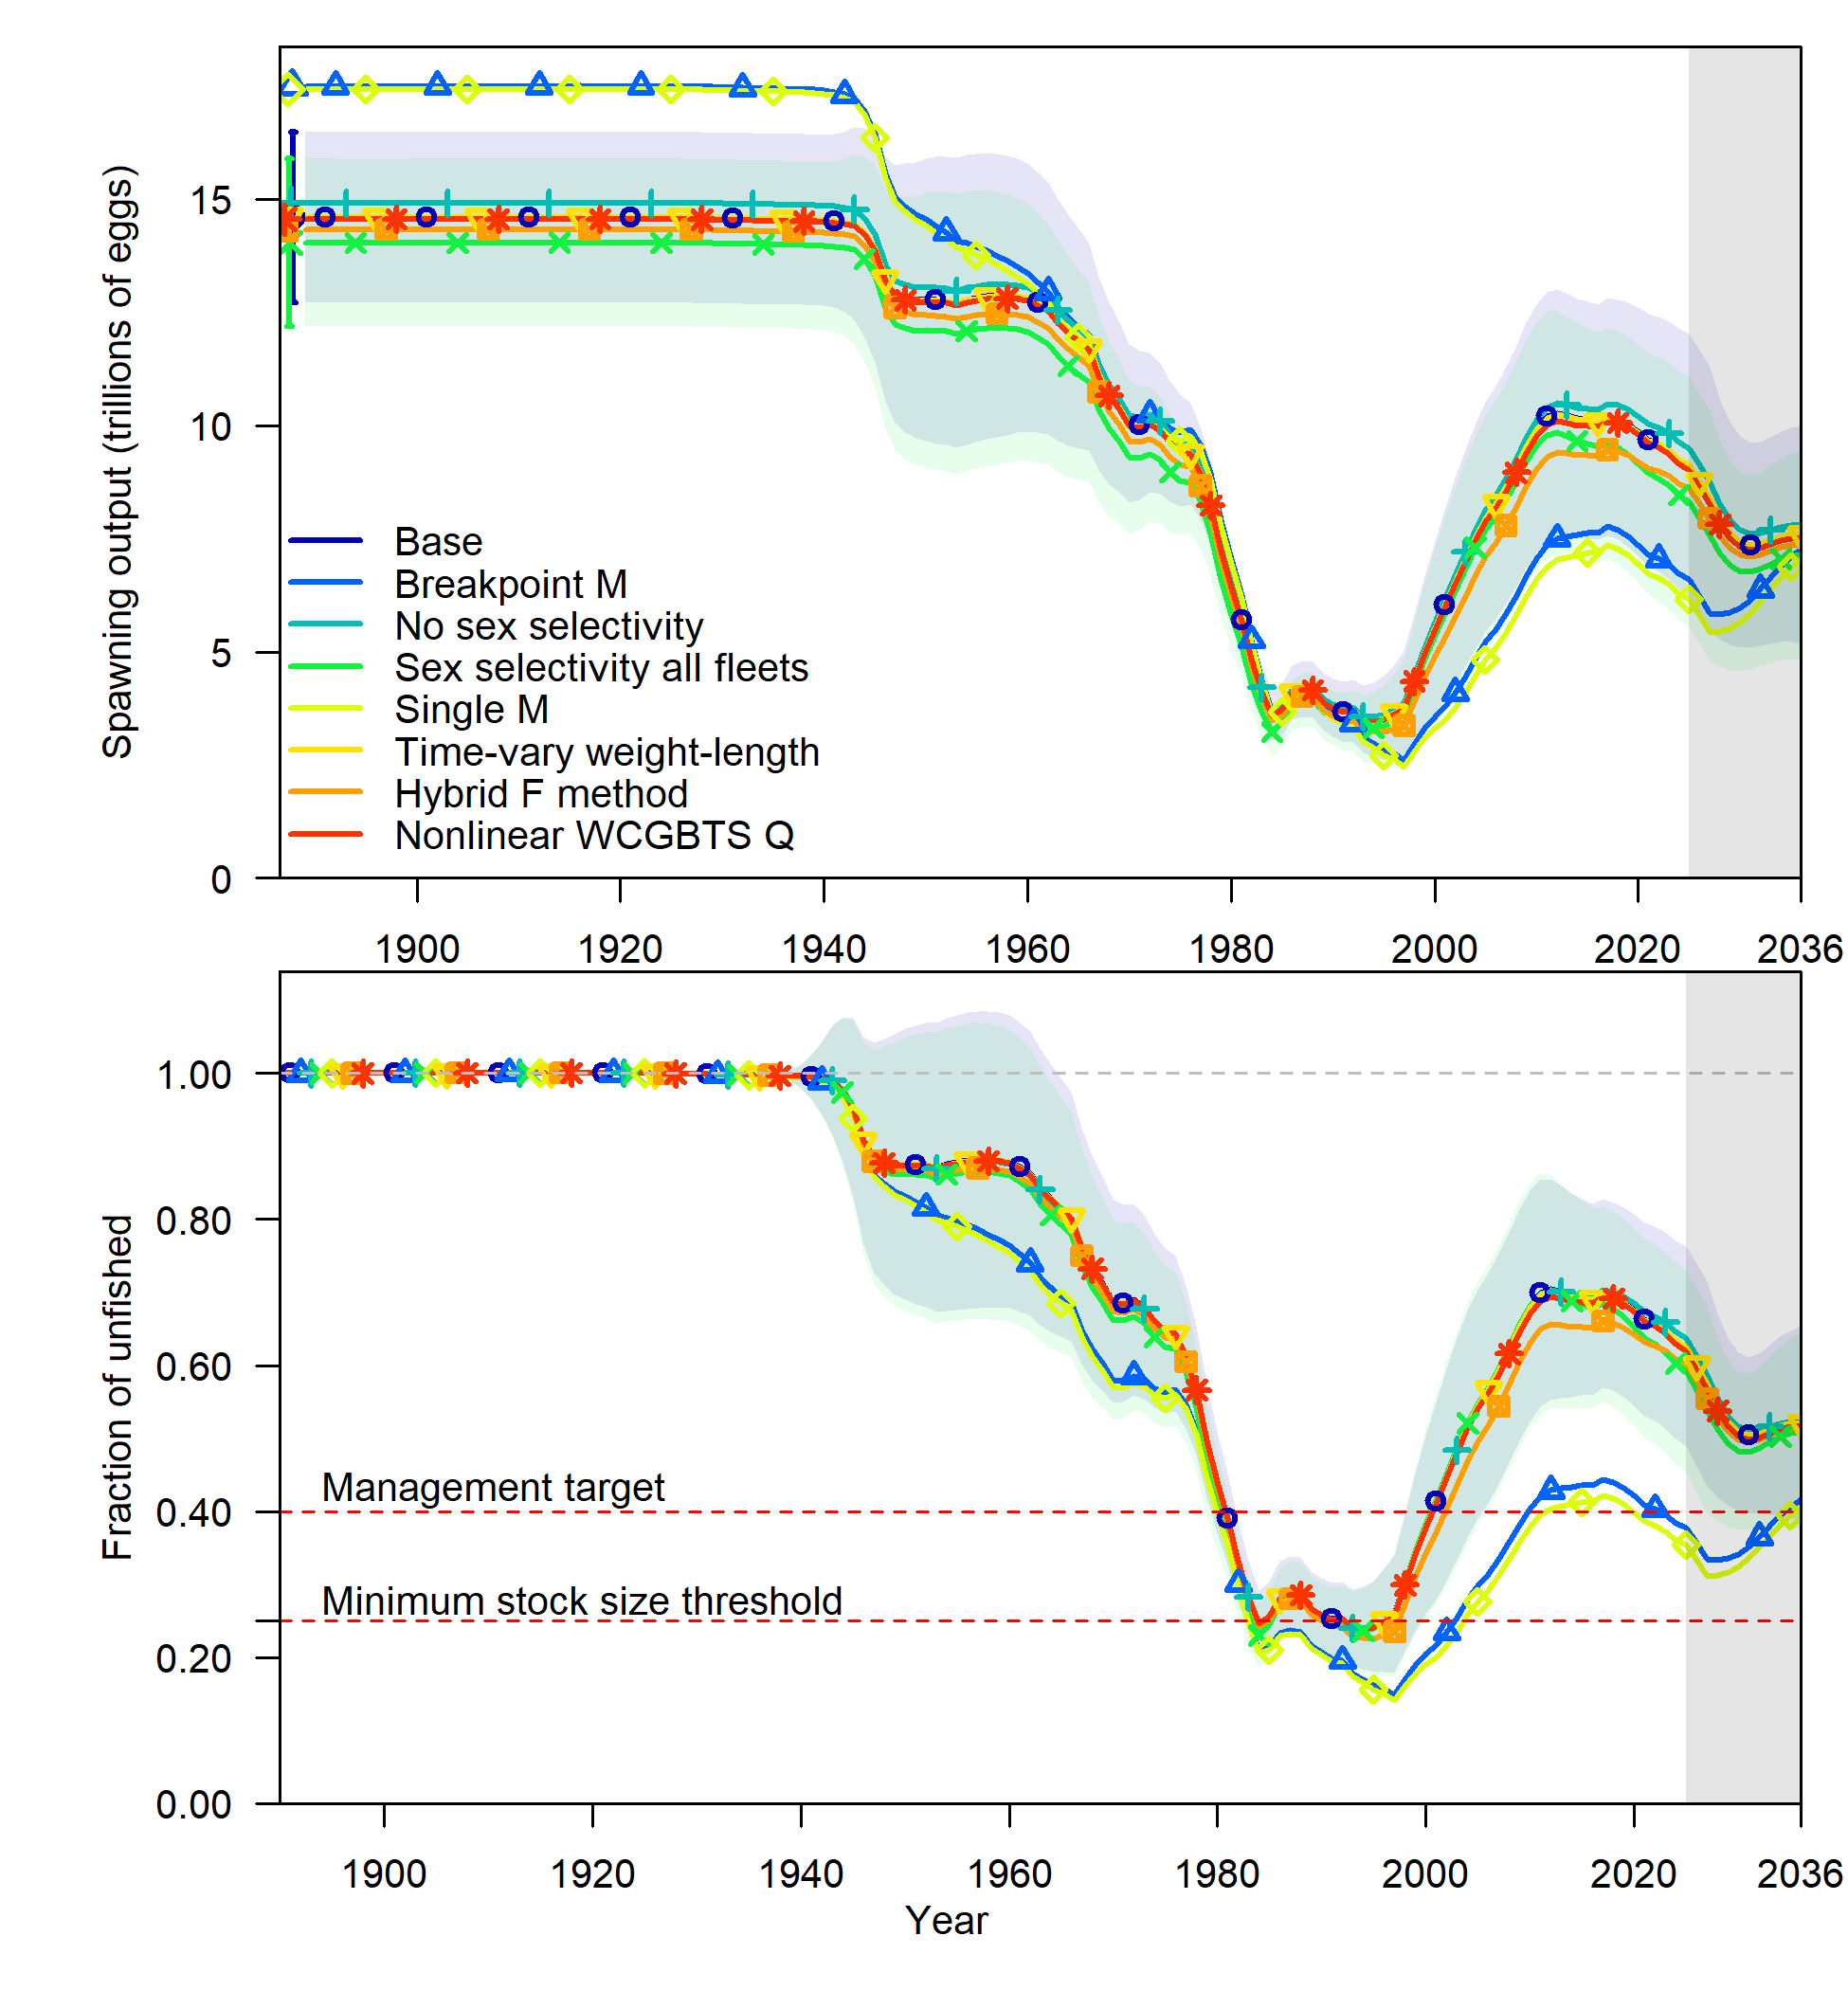 Spawning output (trillions of eggs)
15
10
5
0
Base
Breakpoint M
No sex selectivity
Sex selectivity all fleets
Single M
Time-vary weight-length
Hybrid F method
Nonlinear WCGBTS Q
1900 1920 1940 1960 1980 2000 2020 2036
Fraction of unfished
1.00
0.80
0.60
0.40
0.20
0.00
Management target
Minimum stock size threshold
1900 1920 1940 1960 1980 2000 2020 2036
Year